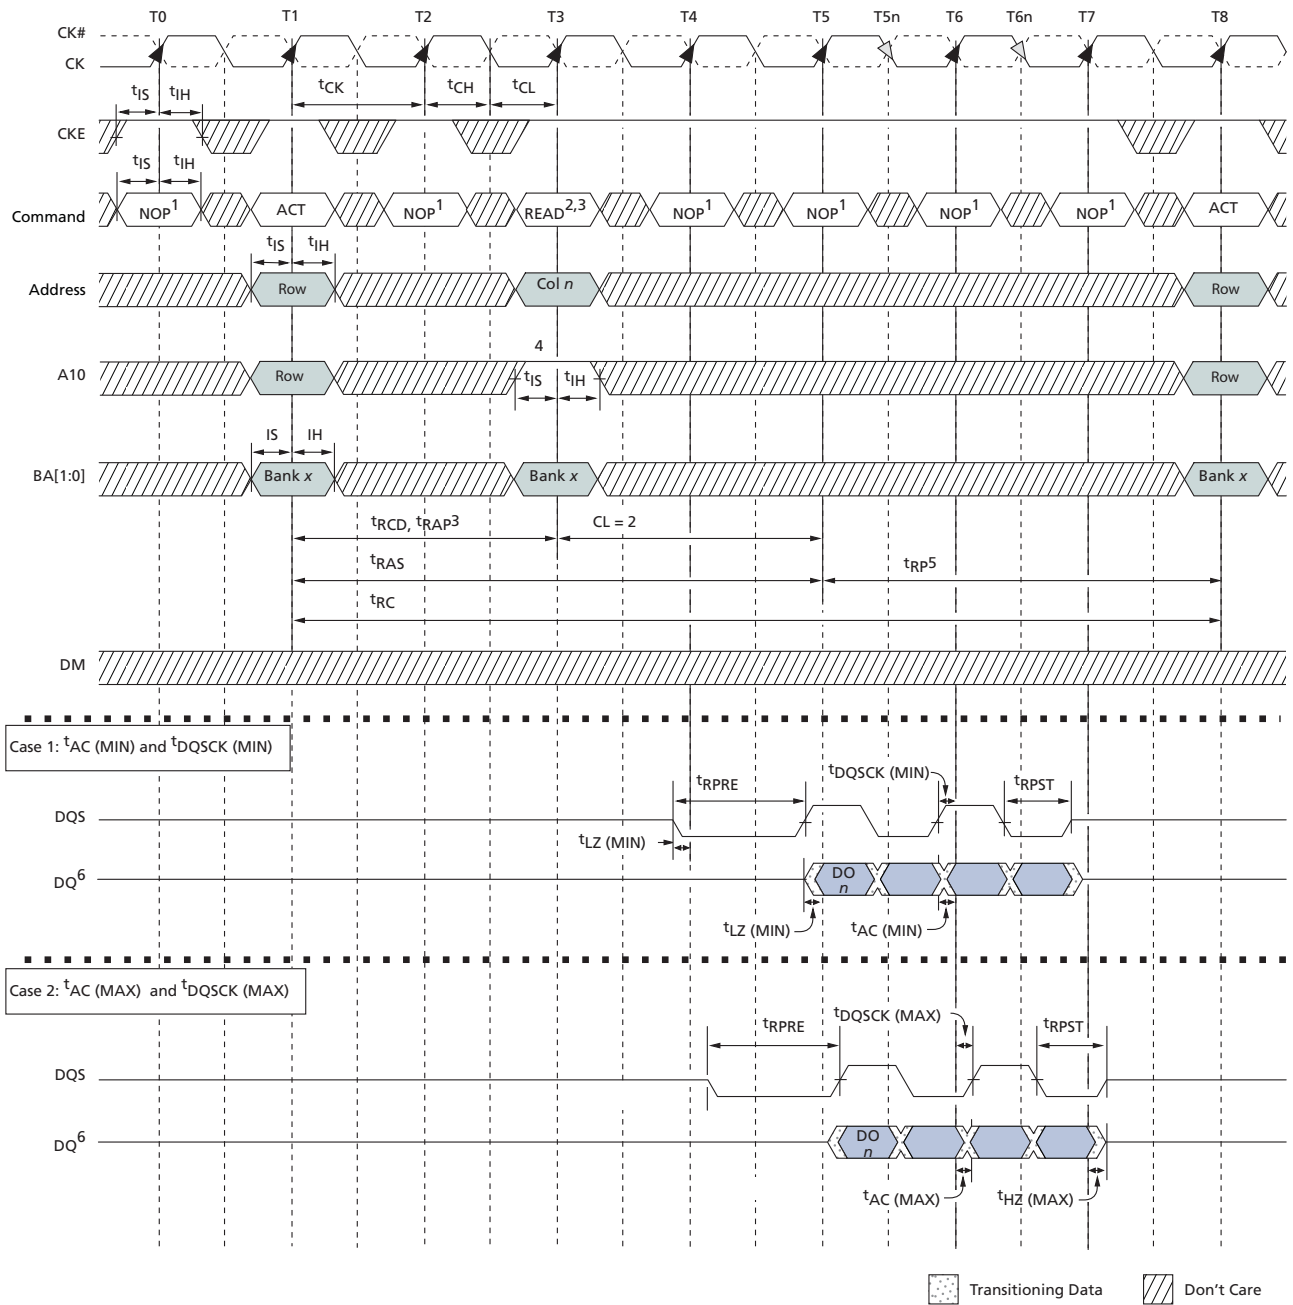 T0 T1 T2 T3 T4 T5 T5n T6 T6n T7 T8
CK#
CK
tCK tCH tCL
tIS tIH
CKE
tIS tIH
Command NOP1 ACT NOP1 READ2,3 NOP1 NOP1 NOP1 NOP1 ACT
tIS tIH
Address Row Col n Row
4
A10 Row tIS tIH Row
IS IH
BA[1:0] Bank x Bank x Bank x
tRCD, tRAP3 CL = 2
tRAS tRP5
tRC
DM
Case 1: tAC (MIN) and tDQSCK (MIN)
tRPRE tDQSCK (MIN) tRPST
DQS
tLZ (MIN)
DQ6 DO
n
tLZ (MIN) tAC (MIN)
Case 2: tAC (MAX) and tDQSCK (MAX)
tRPRE tDQSCK (MAX) tRPST
DQS
DQ6 DO
n
tAC (MAX) tHZ (MAX)
Transitioning Data Don't Care